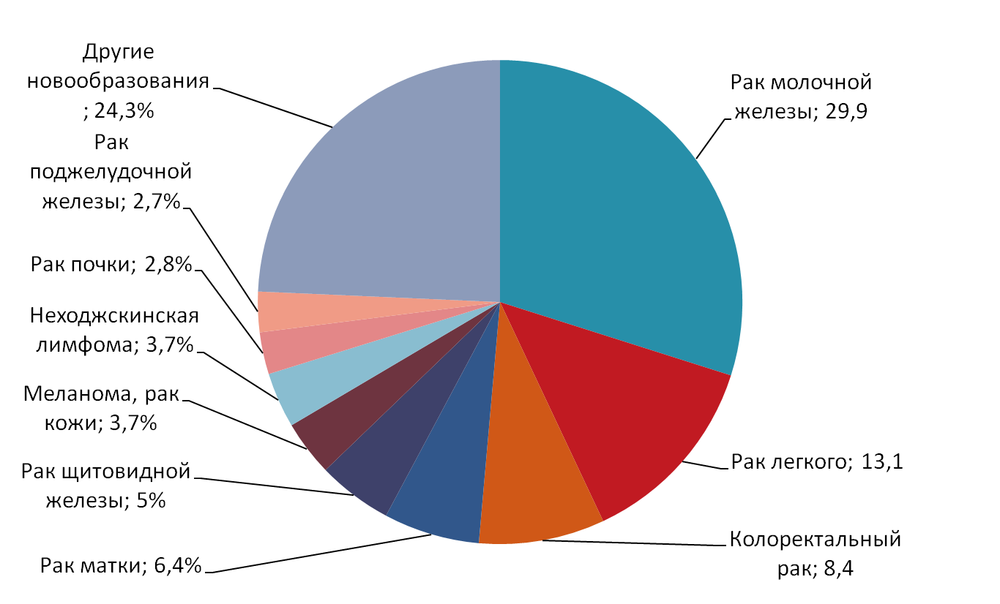 Другие
новообразования
; 24,3%
Рак
поджелудочной
железы; 2,7%
Рак почки; 2,8%
Неходжскинская
лимфома; 3,7%
Меланома, рак
кожи; 3,7%
Рак щитовидной
железы; 5%
Рак матки; 6,4%
Рак молочной
железы; 29,9
Рак легкого; 13,1
Колоректальный
рак; 8,4